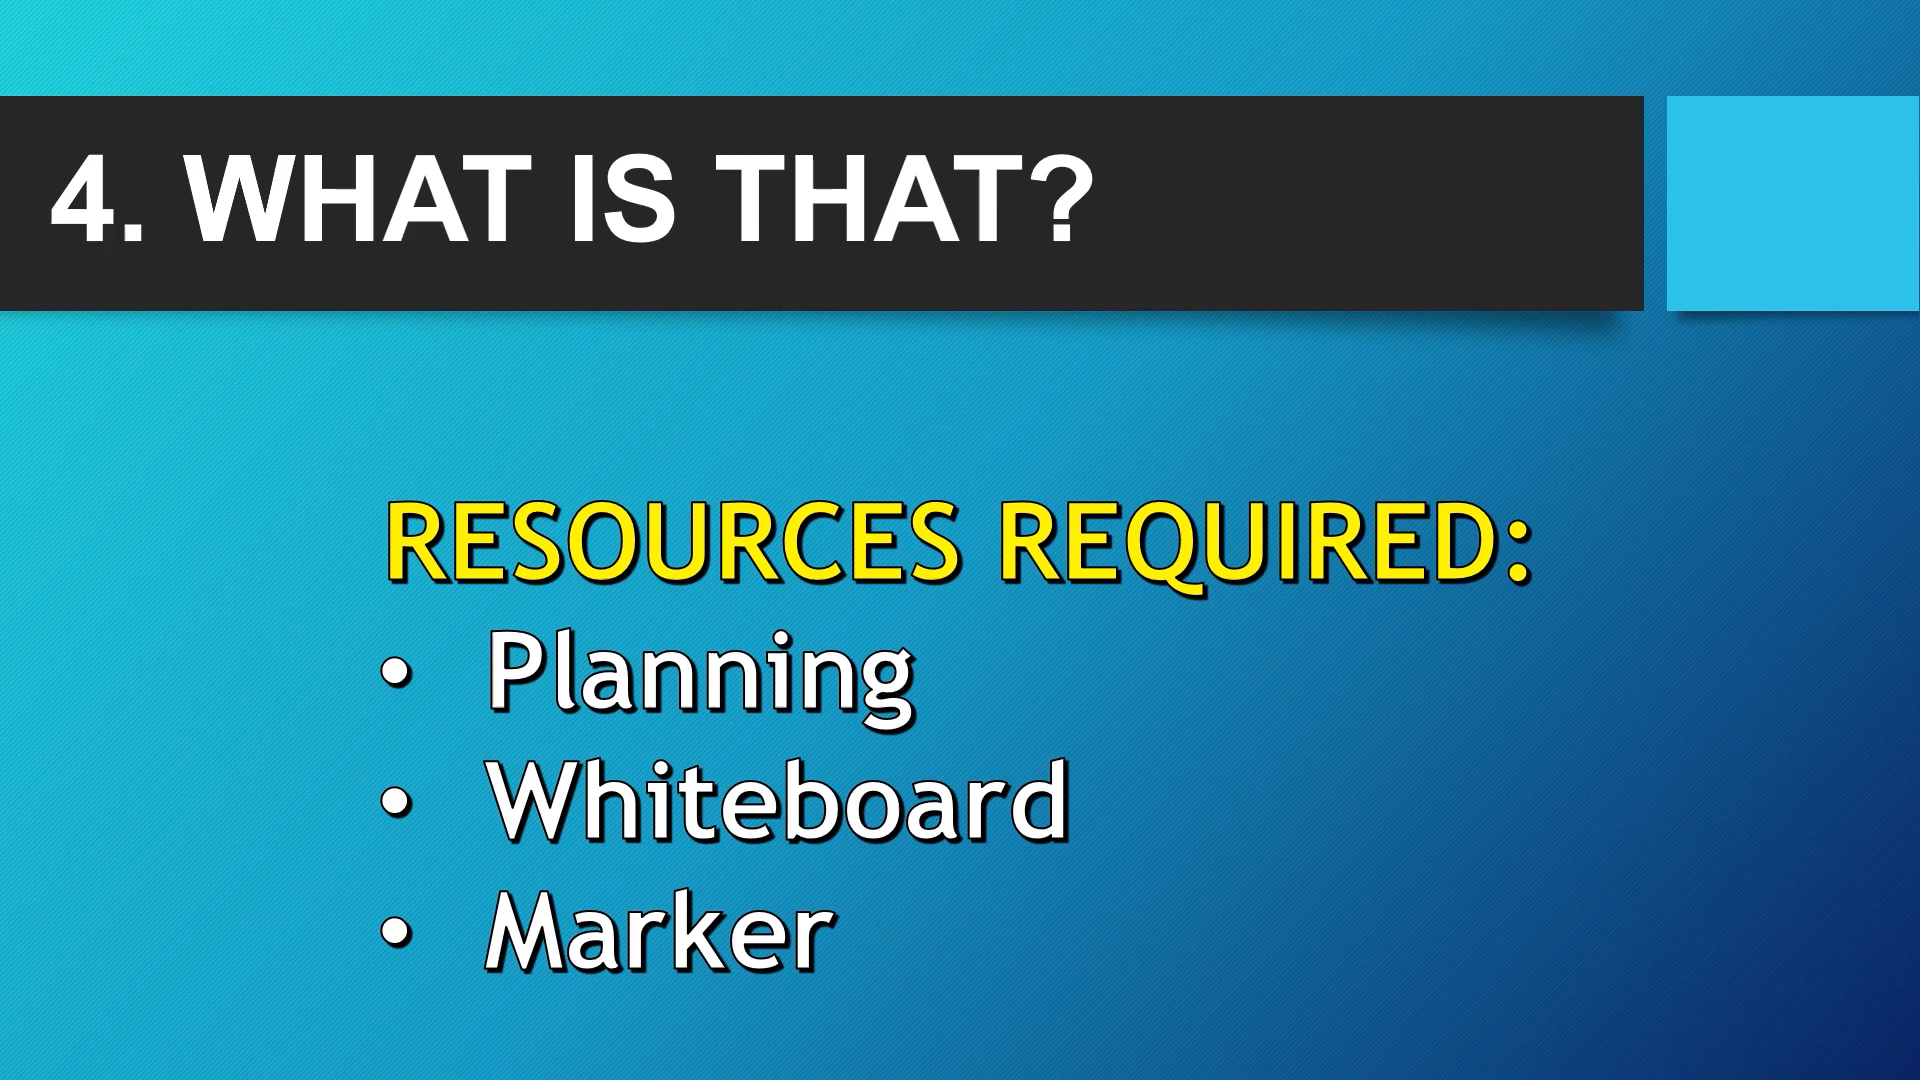 4. WHAT IS THAT?
RESOURCES REQUIRED:
• Planning
• Whiteboard
• Marker